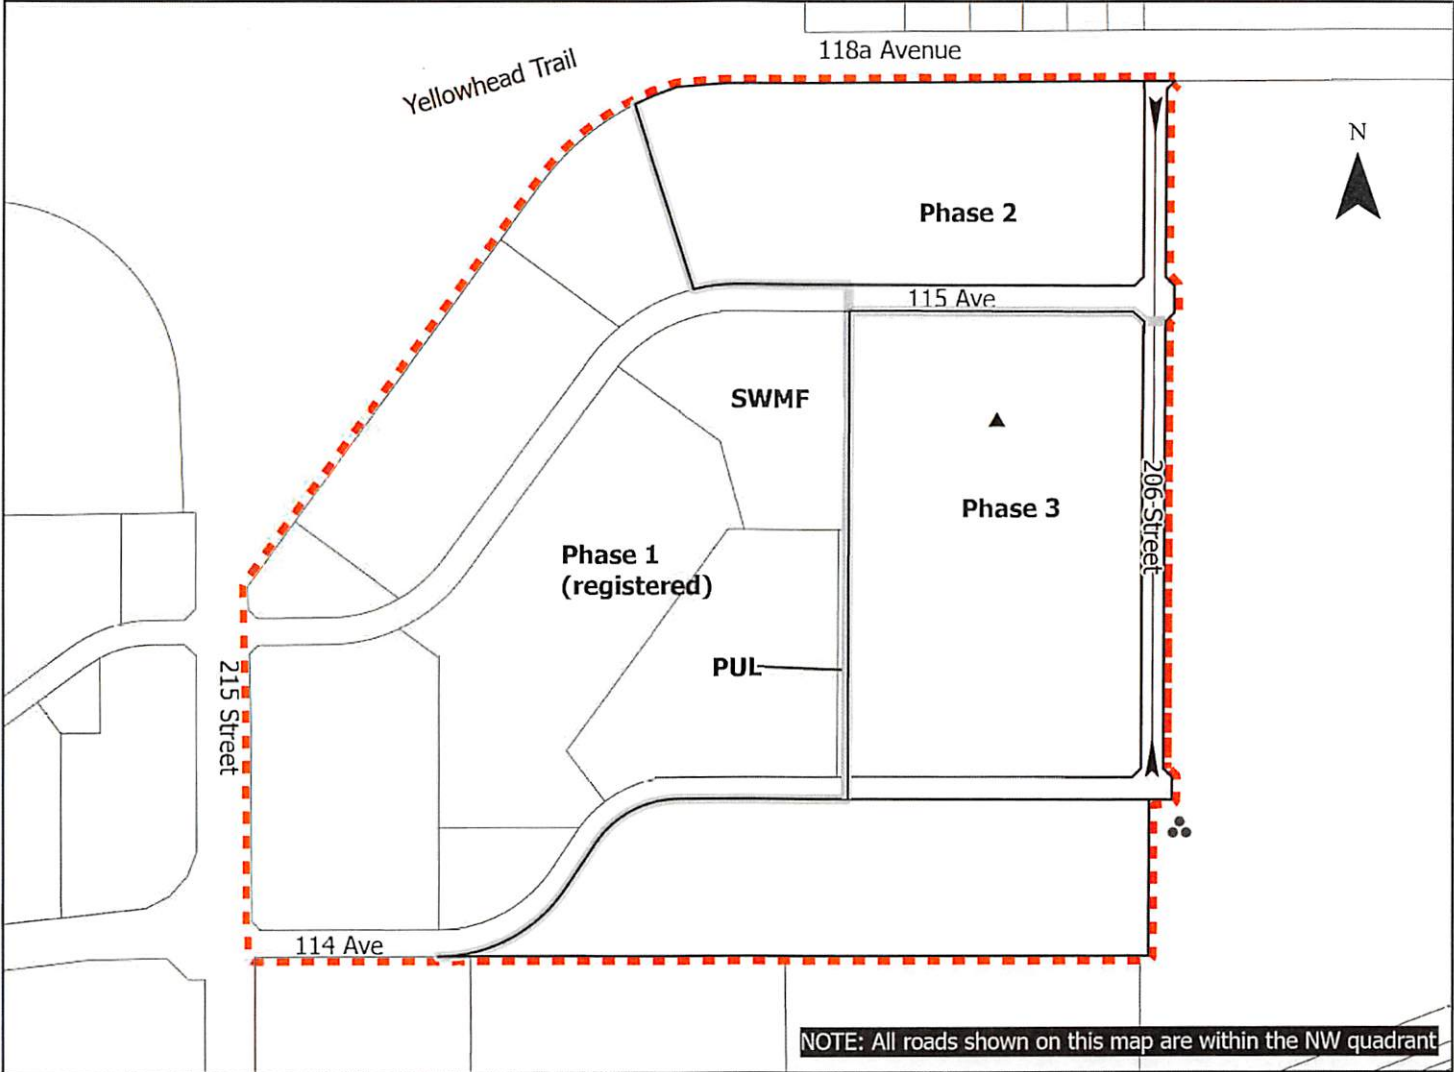 118a Avenue
Yellowhead Trail
N
Phase 2
115 Ave
SWMF
206 Street
Phase 3
Phase 1
(registered)
PUL
215 Street
114 Ave
NOTE: All roads shown on this map are within the NW quadrant